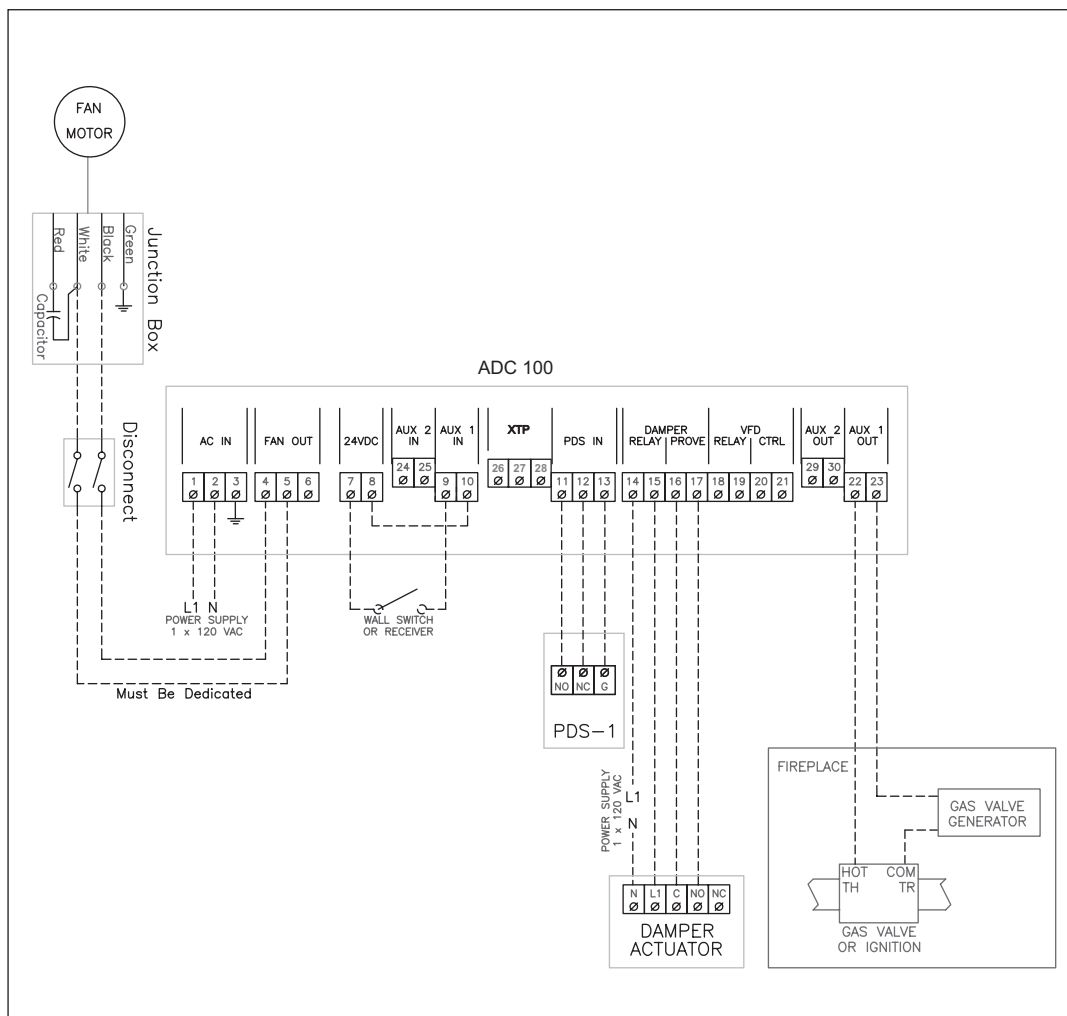 FAN
MOTOR
Red
White
Black
Green
Capacitor
Junction Box
Disconnect
ADC 100
AC IN
FAN OUT
24VDC
AUX 2
IN
AUX 1
IN
XTP
PDS IN
DAMPER
RELAY PROVE
VFD
RELAY CTRL
AUX 2
OUT
AUX 1
OUT
1 2 3 4 5 6
7 8
24 25
9 10
26 27 28
11 12 13
14 15 16 17 18 19 20 21
29 30
22 23
L1 N
POWER SUPPLY
1 x 120 VAC
WALL SWITCH
OR RECEIVER
Must Be Dedicated
NO NC G
PDS-1
POWER SUPPLY
1 x 120 VAC
L1
N
N L1 C NO NC
DAMPER
ACTUATOR
FIREPLACE
GAS VALVE
GENERATOR
HOT COM
TH TR
GAS VALVE
OR IGNITION